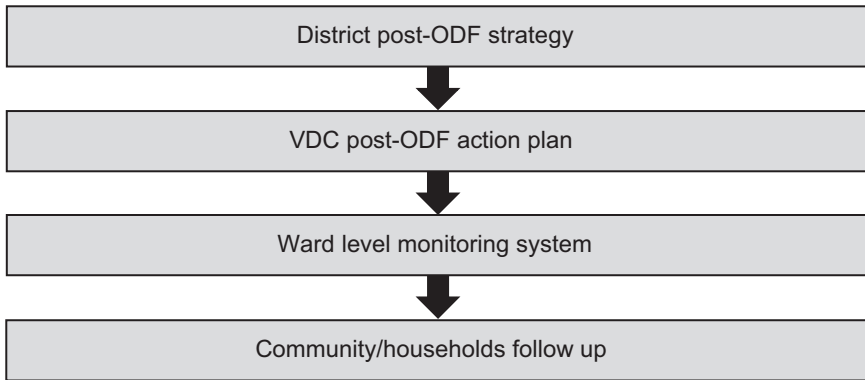 District post-ODF strategy
VDC post-ODF action plan
Ward level monitoring system
Community/households follow up